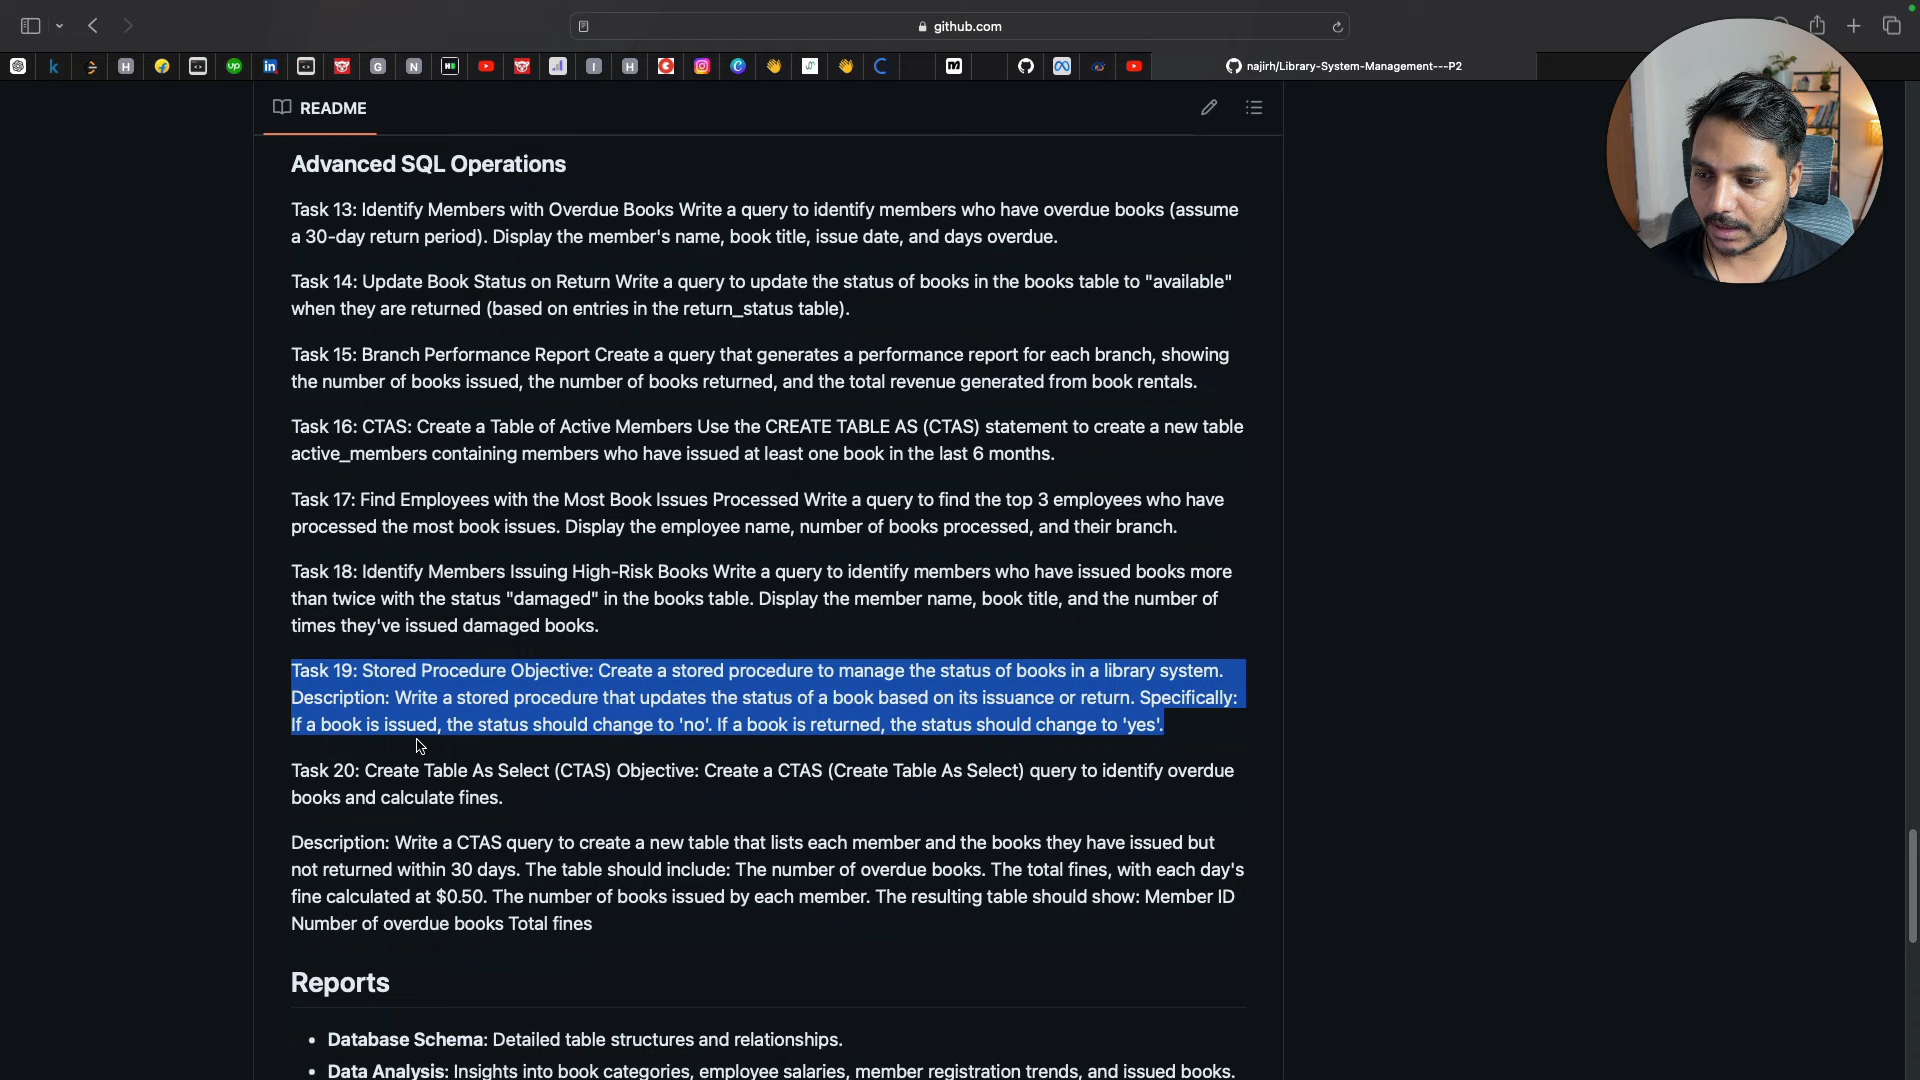 github.com
najirh/Library-System-Management---P2
README
Advanced SQL Operations
Task 13: Identify Members with Overdue Books Write a query to identify members who have overdue books (assume
a 30-day return period). Display the member's name, book title, issue date, and days overdue.
Task 14: Update Book Status on Return Write a query to update the status of books in the books table to "available"
when they are returned (based on entries in the return_status table).
Task 15: Branch Performance Report Create a query that generates a performance report for each branch, showing
the number of books issued, the number of books returned, and the total revenue generated from book rentals.
Task 16: CTAS: Create a Table of Active Members Use the CREATE TABLE AS (CTAS) statement to create a new table
active_members containing members who have issued at least one book in the last 6 months.
Task 17: Find Employees with the Most Book Issues Processed Write a query to find the top 3 employees who have
processed the most book issues. Display the employee name, number of books processed, and their branch.
Task 18: Identify Members Issuing High-Risk Books Write a query to identify members who have issued books more
than twice with the status "damaged" in the books table. Display the member name, book title, and the number of
times they've issued damaged books.
Task 19: Stored Procedure Objective: Create a stored procedure to manage the status of books in a library system.
Description: Write a stored procedure that updates the status of a book based on its issuance or return. Specifically:
If a book is issued, the status should change to 'no'. If a book is returned, the status should change to 'yes'.
Task 20: Create Table As Select (CTAS) Objective: Create a CTAS (Create Table As Select) query to identify overdue
books and calculate fines.
Description: Write a CTAS query to create a new table that lists each member and the books they have issued but
not returned within 30 days. The table should include: The number of overdue books. The total fines, with each day's
fine calculated at $0.50. The number of books issued by each member. The resulting table should show: Member ID
Number of overdue books Total fines
Reports
• Database Schema: Detailed table structures and relationships.
• Data Analysis: Insights into book categories, employee salaries, member registration trends, and issued books.